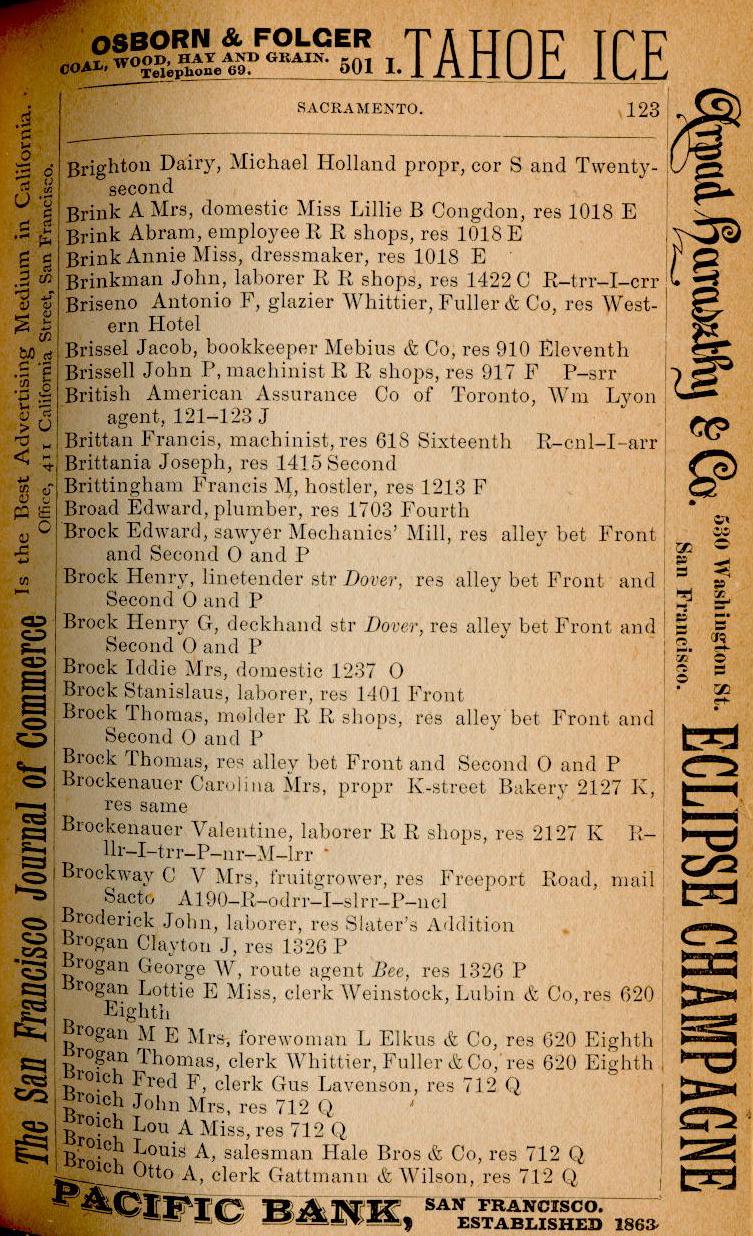 OSBORN & FOLGER
COAL, WOOD, HAY AND GRAIN.
Telephone 69.
501 I.
TAHOE ICE
SACRAMENTO. 123
Brighton Dairy, Michael Holland propr, cor S and Twenty-
second
Brink A Mrs, domestic Miss Lillie B Congdon, res 1018 E
Brink Abram, employee R R shops, res 1018 E
Brink Annie Miss, dressmaker, res 1018 E
Brinkman John, laborer R R shops, res 1422 C R–trr–I–crr
Briseno Antonio F, glazier Whittier, Fuller & Co, res West-
ern Hotel
Brissel Jacob, bookkeeper Mebius & Co, res 910 Eleventh
Brissell John P, machinist R R shops, res 917 F P–srr
British American Assurance Co of Toronto, Wm Lyon
agent, 121–123 J
Brittan Francis, machinist, res 618 Sixteenth R–cnl–I–arr
Brittania Joseph, res 1415 Second
Brittingham Francis M, hostler, res 1213 F
Broad Edward, plumber, res 1703 Fourth
Brock Edward, sawyer Mechanics' Mill, res alley bet Front
and Second O and P
Brock Henry, linetender str Dover, res alley bet Front and
Second O and P
Brock Henry G, deckhand str Dover, res alley bet Front and
Second O and P
Brock Iddie Mrs, domestic 1237 O
Brock Stanislaus, laborer, res 1401 Front
Brock Thomas, molder R R shops, res alley bet Front and
Second O and P
Brock Thomas, res alley bet Front and Second O and P
Brockenauer Carolina Mrs, propr K-street Bakery 2127 K,
res same
Brockenauer Valentine, laborer R R shops, res 2127 K R–
llr–I–trr–P–nr–M–lrr
Brockway C V Mrs, fruitgrower, res Freeport Road, mail
Sacto A190–R–odrr–I–slrr–P–ncl
Broderick John, laborer, res Slater's Addition
Brogan Clayton J, res 1326 P
Brogan George W, route agent Bee, res 1326 P
Brogan Lottie E Miss, clerk Weinstock, Lubin & Co, res 620
Eighth
Brogan M E Mrs, forewoman L Elkus & Co, res 620 Eighth
Brogan Thomas, clerk Whittier, Fuller & Co, res 620 Eighth
Broich Fred F, clerk Gus Lavenson, res 712 Q
Broich John Mrs, res 712 Q
Broich Lou A Miss, res 712 Q
Broich Louis A, salesman Hale Bros & Co, res 712 Q
Broich Otto A, clerk Gattmann & Wilson, res 712 Q
PACIFIC BANK, SAN FRANCISCO.
ESTABLISHED 1863
The San Francisco Journal of Commerce Is the Best Advertising Medium in California.
Office, 411 California Street, San Francisco.
Arpad Haraszthy & Co. 530 Washington St.
San Francisco.
ECLIPSE CHAMPAGNE